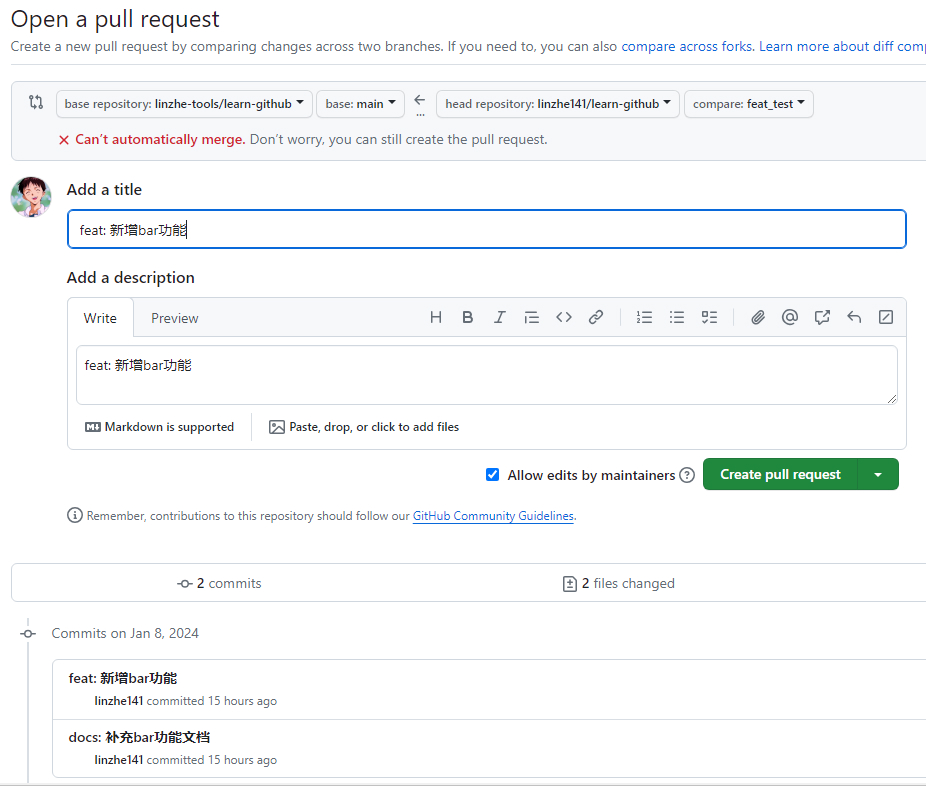 Open a pull request
Create a new pull request by comparing changes across two branches. If you need to, you can also compare across forks. Learn more about diff comp
base repository: linzhe-tools/learn-github base: main ← ... head repository: linzhe141/learn-github compare: feat_test
Can't automatically merge. Don't worry, you can still create the pull request.
Add a title
feat: 新增bar功能
Add a description
Write Preview
feat: 新增bar功能
Markdown is supported Paste, drop, or click to add files
Allow edits by maintainers Create pull request
Remember, contributions to this repository should follow our GitHub Community Guidelines.
2 commits 2 files changed
Commits on Jan 8, 2024
feat: 新增bar功能
linzhe141 committed 15 hours ago
docs: 补充bar功能文档
linzhe141 committed 15 hours ago